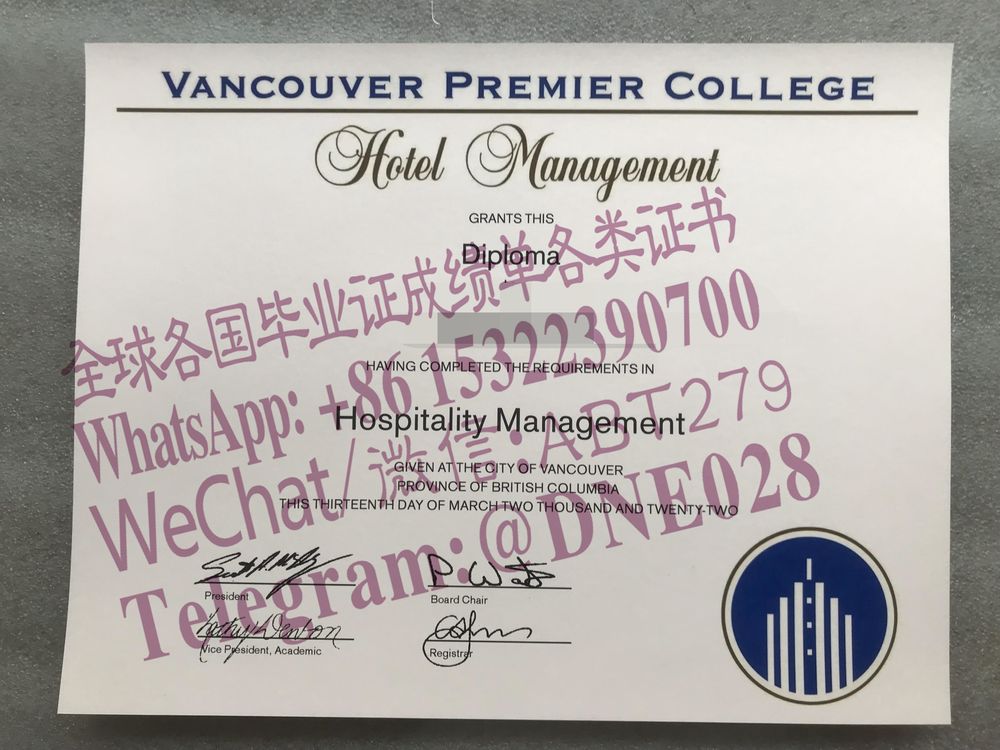 VANCOUVER PREMIER COLLEGE
Hotel Management
GRANTS THIS
Diploma
全球各国毕业证成绩单各类证书
HAVING COMPLETED THE REQUIREMENTS IN
WhatsApp: +86 15322390700
Hospitality Management
WeChat/微信:ABT279
GIVEN AT THE CITY OF VANCOUVER
PROVINCE OF BRITISH COLUMBIA
THIS THIRTEENTH DAY OF MARCH TWO THOUSAND AND TWENTY-TWO
Telegram:@DNE028
President
Board Chair
Vice President, Academic
Registrar